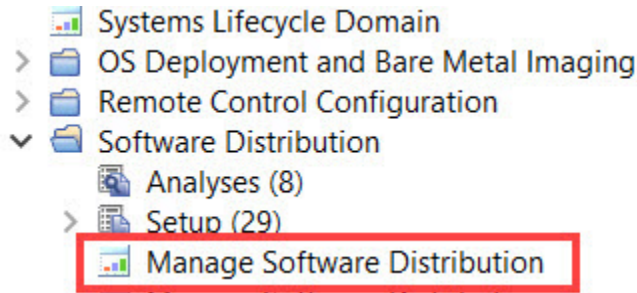 Systems Lifecycle Domain
OS Deployment and Bare Metal Imaging
Remote Control Configuration
Software Distribution
Analyses (8)
Setup (29)
Manage Software Distribution